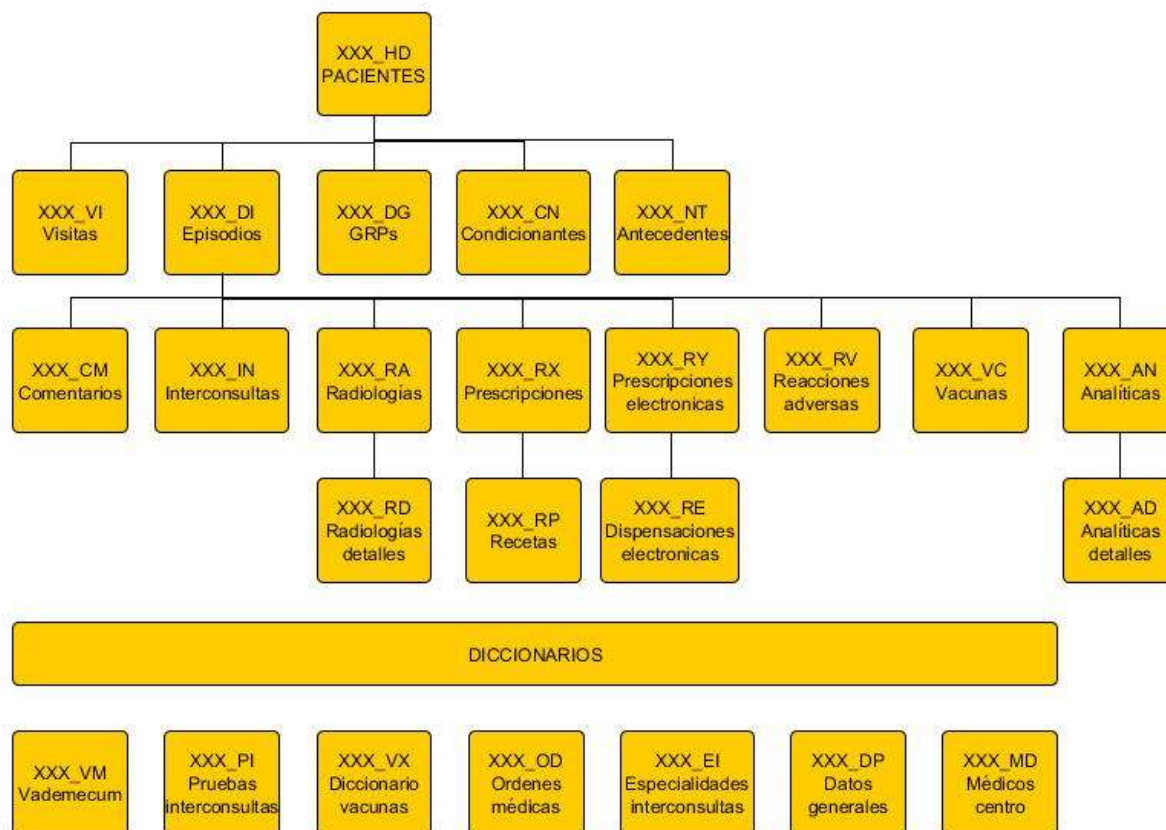 XXX_HD
PACIENTES
XXX_VI
Visitas
XXX_DI
Episodios
XXX_DG
GRPs
XXX_CN
Condicionantes
XXX_NT
Antecedentes
XXX_CM
Comentarios
XXX_IN
Interconsultas
XXX_RA
Radiologías
XXX_RX
Prescripciones
XXX_RY
Prescripciones
electronicas
XXX_RV
Reacciones
adversas
XXX_VC
Vacunas
XXX_AN
Analíticas
XXX_RD
Radiologías
detalles
XXX_RP
Recetas
XXX_RE
Dispensaciones
electronicas
XXX_AD
Analíticas
detalles
DICCIONARIOS
XXX_VM
Vademecum
XXX_PI
Pruebas
interconsultas
XXX_VX
Diccionario
vacunas
XXX_OD
Ordenes
médicas
XXX_EI
Especialidades
interconsultas
XXX_DP
Datos
generales
XXX_MD
Médicos
centro